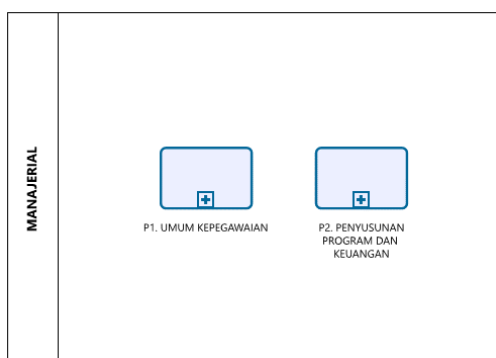 MANAJERIAL
P1. UMUM KEPEGAWAIAN
P2. PENYUSUNAN
PROGRAM DAN
KEUANGAN